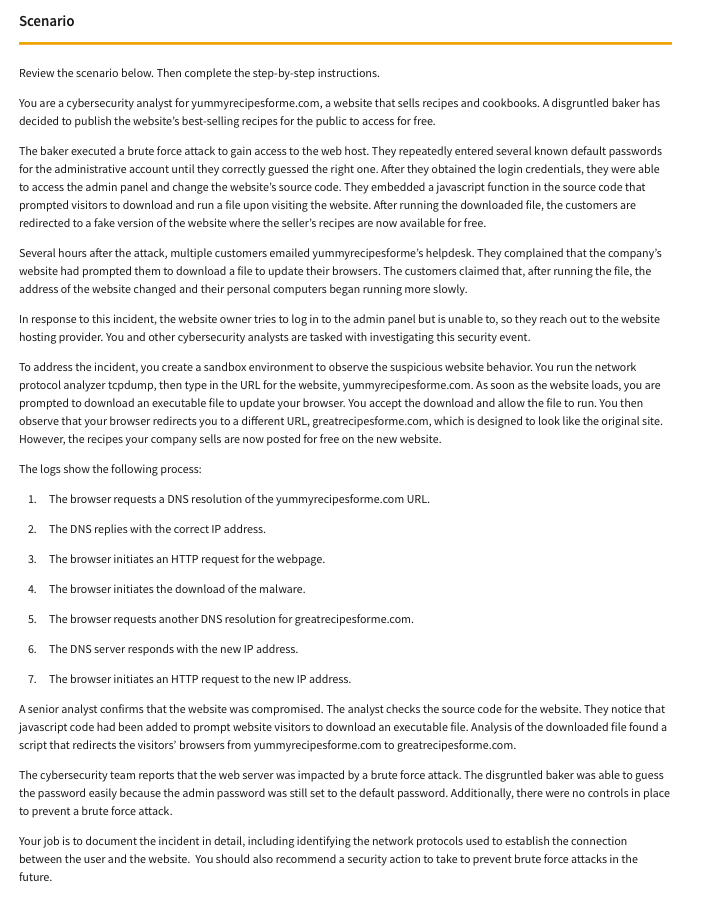 Scenario
Review the scenario below. Then complete the step-by-step instructions.
You are a cybersecurity analyst for yummyrecipesforme.com, a website that sells recipes and cookbooks. A disgruntled baker has
decided to publish the website's best-selling recipes for the public to access for free.
The baker executed a brute force attack to gain access to the web host. They repeatedly entered several known default passwords
for the administrative account until they correctly guessed the right one. After they obtained the login credentials, they were able
to access the admin panel and change the website's source code. They embedded a javascript function in the source code that
prompted visitors to download and run a file upon visiting the website. After running the downloaded file, the customers are
redirected to a fake version of the website where the seller's recipes are now available for free.
Several hours after the attack, multiple customers emailed yummyrecipesforme's helpdesk. They complained that the company's
website had prompted them to download a file to update their browsers. The customers claimed that, after running the file, the
address of the website changed and their personal computers began running more slowly.
In response to this incident, the website owner tries to log in to the admin panel but is unable to, so they reach out to the website
hosting provider. You and other cybersecurity analysts are tasked with investigating this security event.
To address the incident, you create a sandbox environment to observe the suspicious website behavior. You run the network
protocol analyzer tcpdump, then type in the URL for the website, yummyrecipesforme.com. As soon as the website loads, you are
prompted to download an executable file to update your browser. You accept the download and allow the file to run. You then
observe that your browser redirects you to a different URL, greatrecipesforme.com, which is designed to look like the original site.
However, the recipes your company sells are now posted for free on the new website.
The logs show the following process:
1. The browser requests a DNS resolution of the yummyrecipesforme.com URL.
2. The DNS replies with the correct IP address.
3. The browser initiates an HTTP request for the webpage.
4. The browser initiates the download of the malware.
5. The browser requests another DNS resolution for greatrecipesforme.com.
6. The DNS server responds with the new IP address.
7. The browser initiates an HTTP request to the new IP address.
A senior analyst confirms that the website was compromised. The analyst checks the source code for the website. They notice that
javascript code had been added to prompt website visitors to download an executable file. Analysis of the downloaded file found a
script that redirects the visitors' browsers from yummyrecipesforme.com to greatrecipesforme.com.
The cybersecurity team reports that the web server was impacted by a brute force attack. The disgruntled baker was able to guess
the password easily because the admin password was still set to the default password. Additionally, there were no controls in place
to prevent a brute force attack.
Your job is to document the incident in detail, including identifying the network protocols used to establish the connection
between the user and the website.  You should also recommend a security action to take to prevent brute force attacks in the
future.